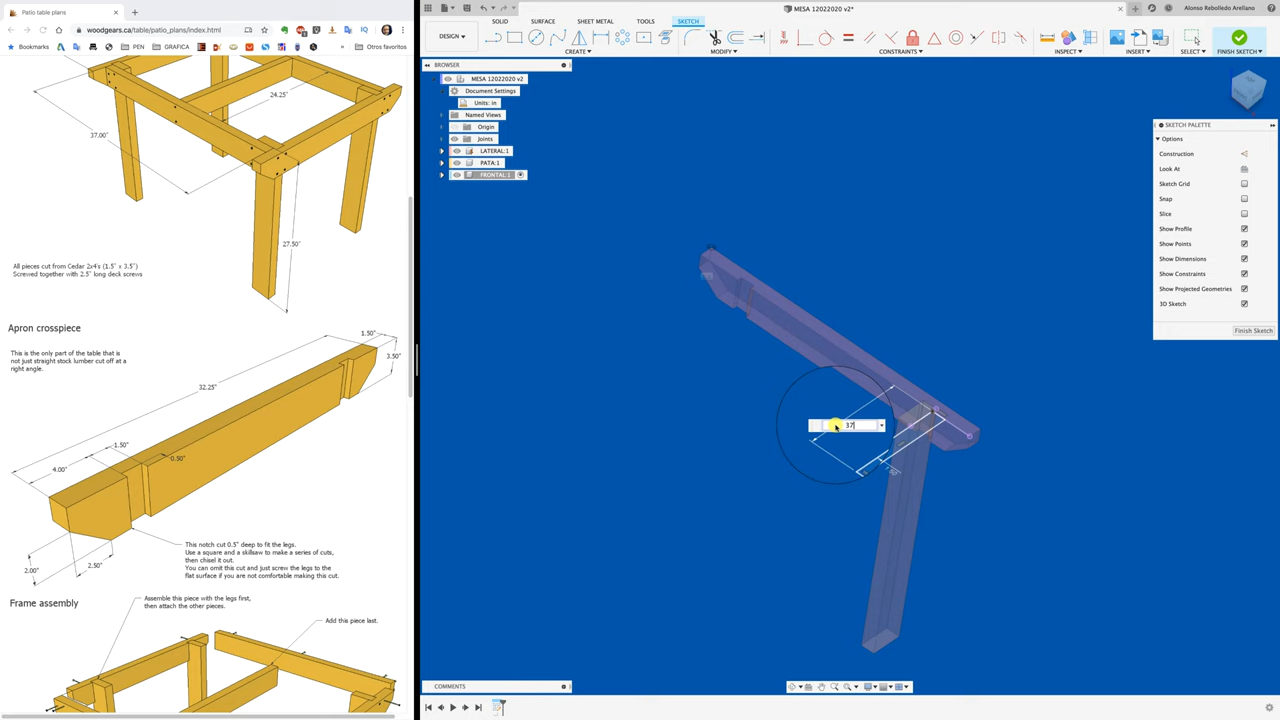 Patio table plans
woodgears.ca/table/patio_plans/index.html
Bookmarks
PEN
GRAFICA
Otros favoritos
24.25"
37.00"
27.50"
All pieces cut from Cedar 2x4's (1.5" x 3.5")
Screwed together with 2.5" long deck screws
Apron crosspiece
This is the only part of the table that is
not just straight stock lumber cut off at a
right angle.
1.50"
3.50"
32.25"
1.50"
0.50"
4.00"
2.00"
2.50"
This notch cut 0.5" deep to fit the legs.
Use a square and a skillsaw to make a series of cuts,
then chisel it out.
You can omit this cut and just screw the legs to the
flat surface if you are not comfortable making this cut.
Frame assembly
Assemble this piece with the legs first,
then attach the other pieces.
Add this piece last.
MESA 12022020 v2*
Alonso Rebolledo Arellano
SOLID
SURFACE
SHEET METAL
TOOLS
SKETCH
DESIGN
CREATE
MODIFY
CONSTRAINTS
INSPECT
INSERT
SELECT
FINISH SKETCH
BROWSER
MESA 12022020 v2
Document Settings
Units: in
Named Views
Origin
Joints
LATERAL:1
PATA:1
FRONTAL:1
37
SKETCH PALETTE
Options
Construction
Look At
Sketch Grid
Snap
Slice
Show Profile
Show Points
Show Dimensions
Show Constraints
Show Projected Geometries
3D Sketch
Finish Sketch
COMMENTS